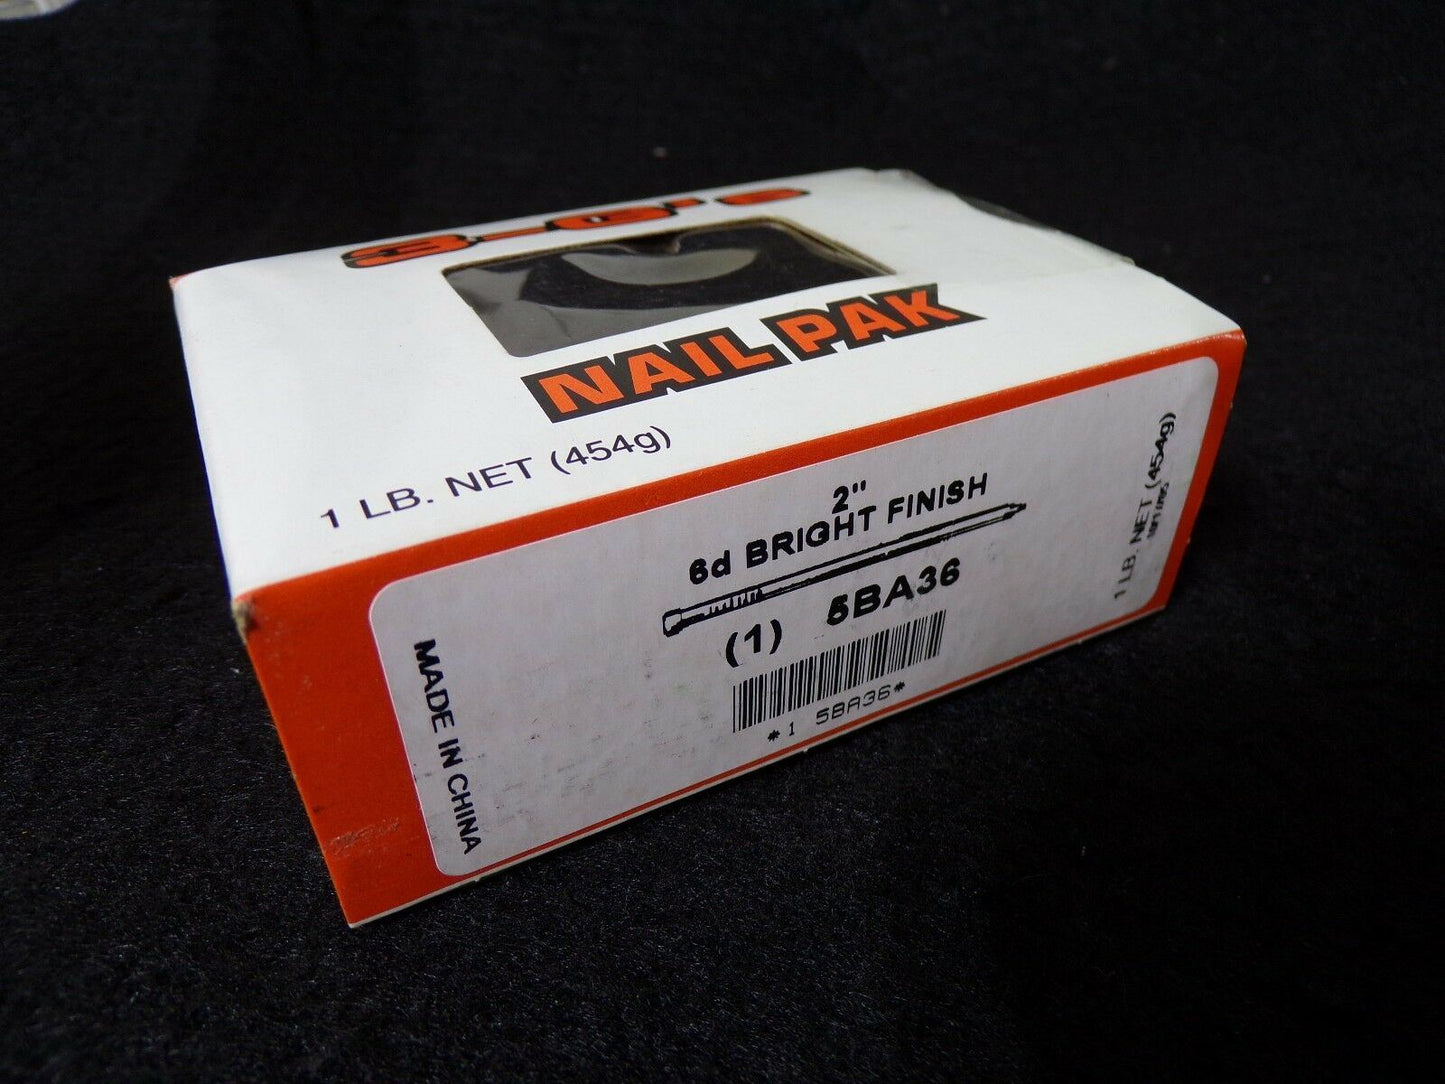 3-G's
NAIL PAK
1 LB. NET (454g)
2"
6d BRIGHT FINISH
(1) 5BA36
*1 5BA36*
MADE IN CHINA
1 LB. NET (454g)